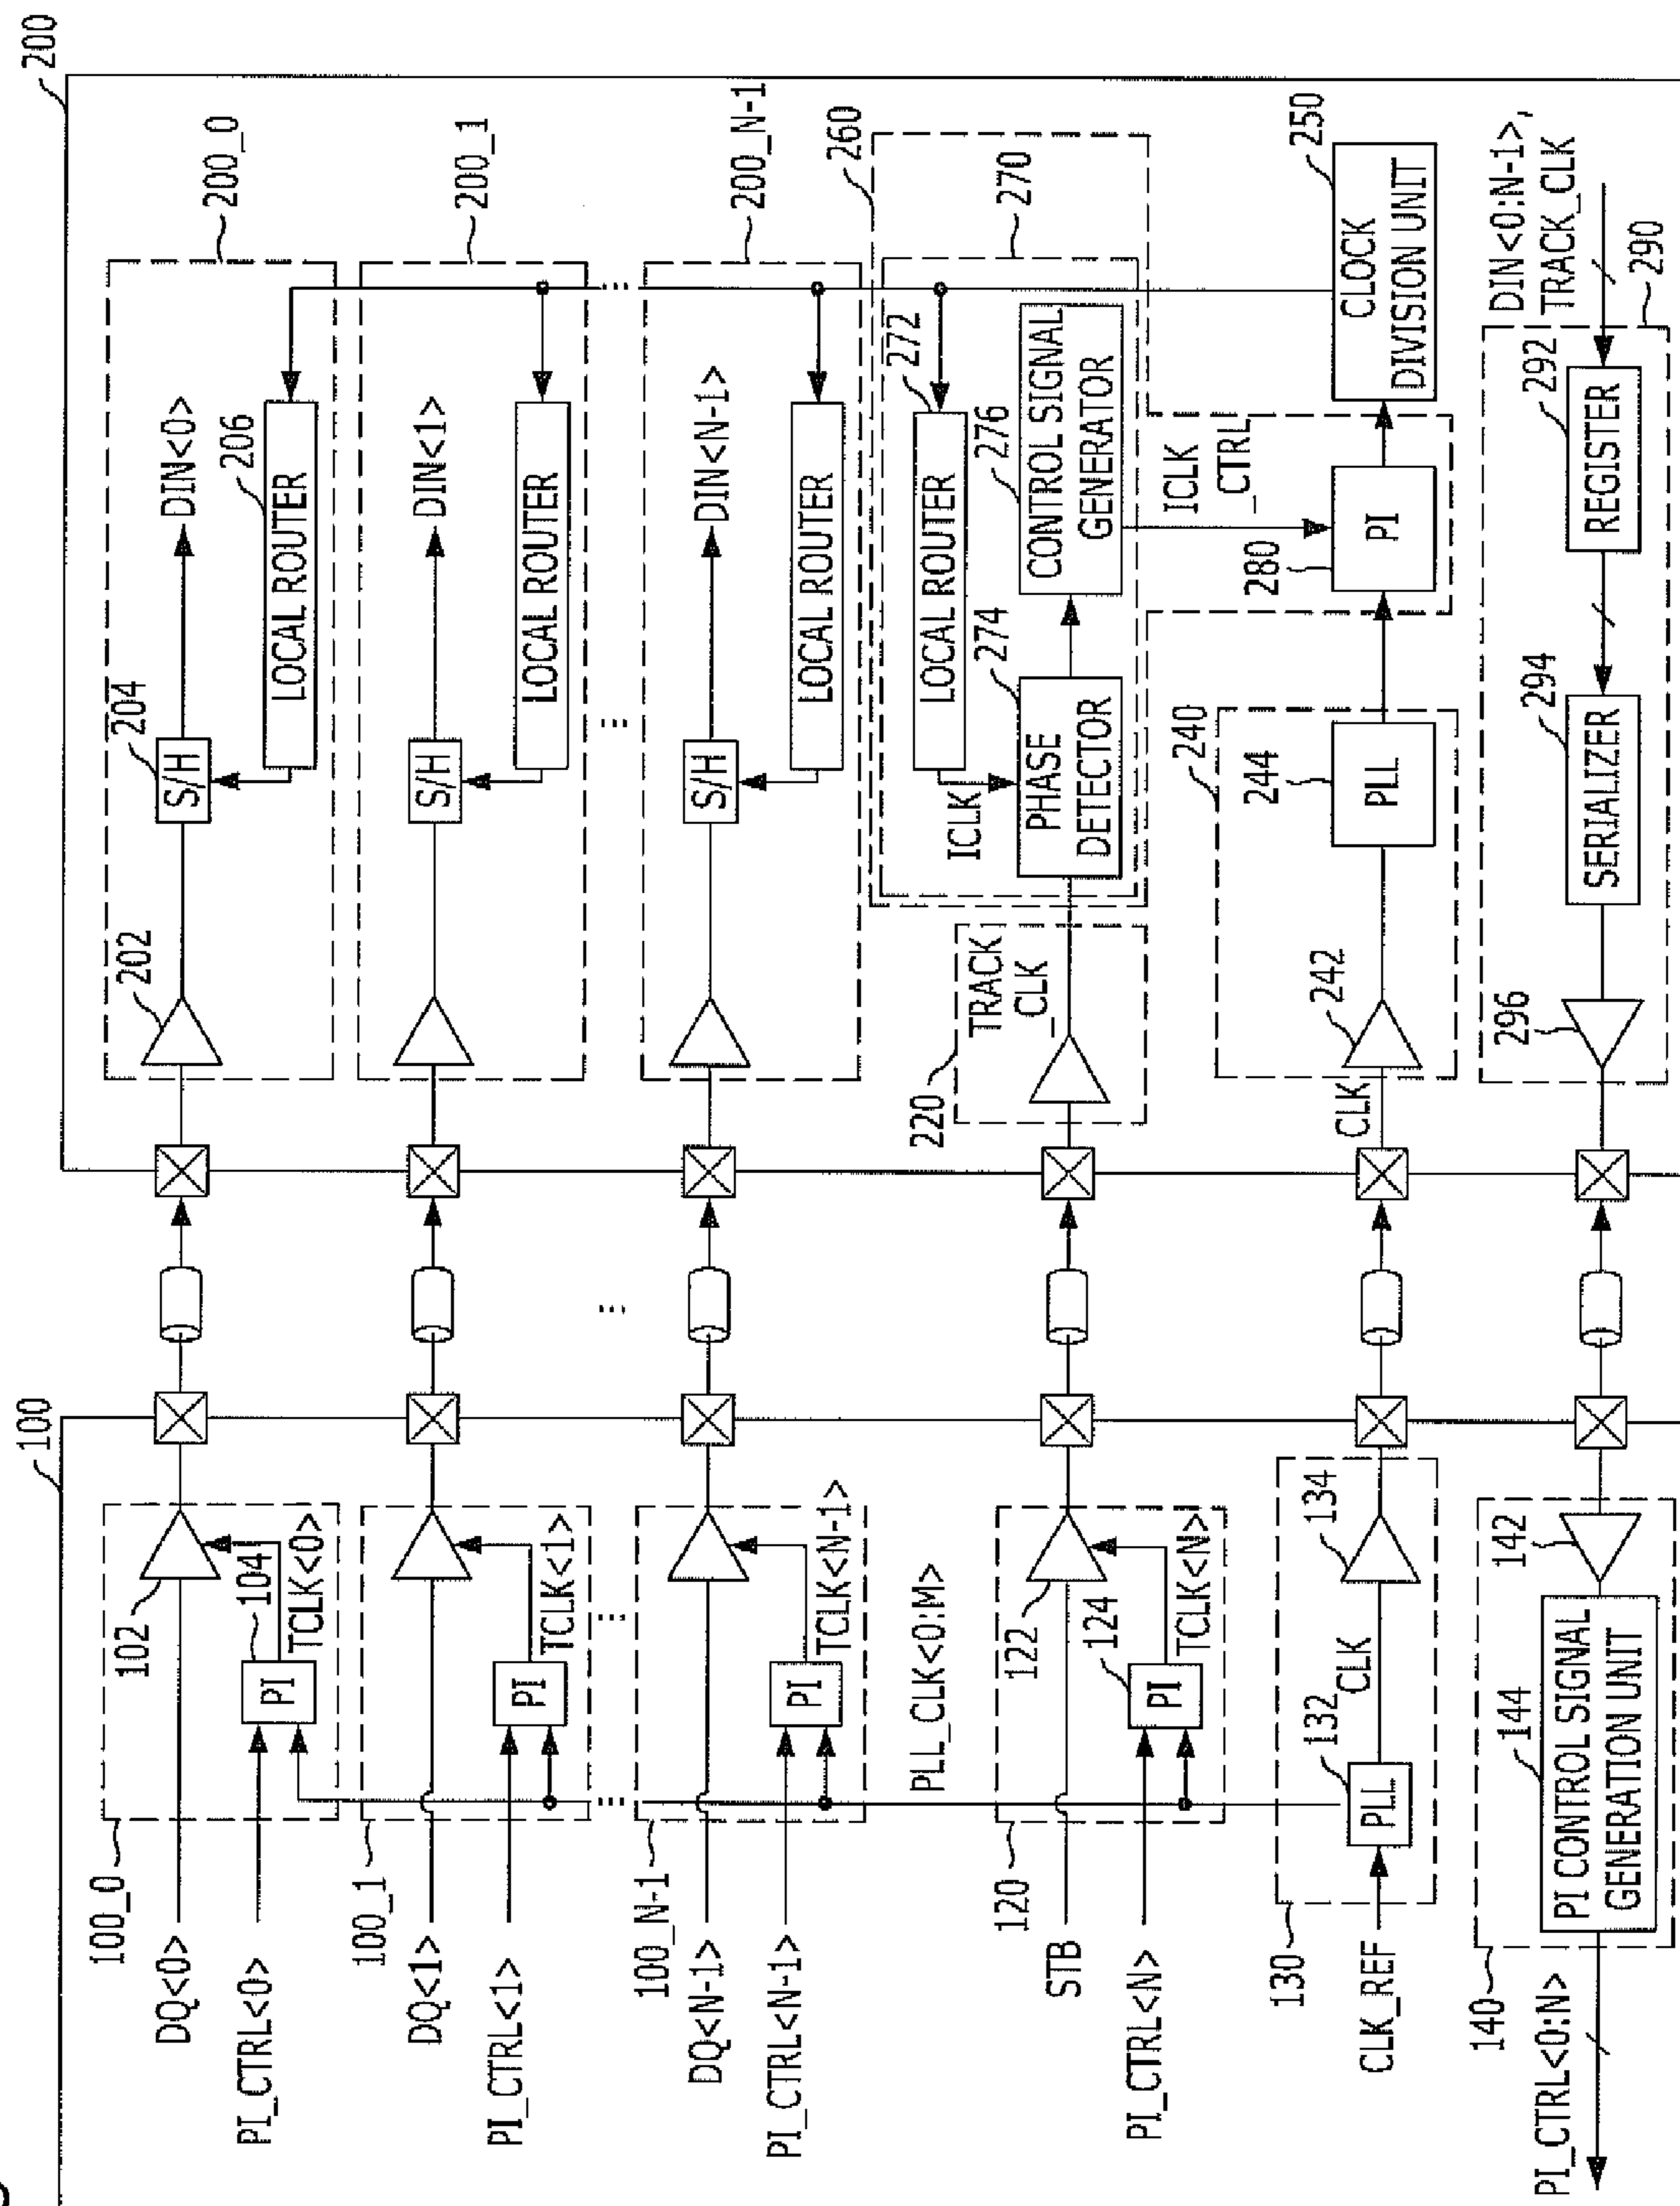 100
200
100_0
DQ<0>
PI_CTRL<0>
102
104
PI
TCLK<0>
202
204
S/H
DIN<0>
206
LOCAL ROUTER
200_0
100_1
DQ<1>
PI_CTRL<1>
PI
TCLK<1>
S/H
DIN<1>
LOCAL ROUTER
200_1
100_N-1
DQ<N-1>
PI_CTRL<N-1>
PI
TCLK<N-1>
S/H
DIN<N-1>
LOCAL ROUTER
200_N-1
PLL_CLK<0:M>
120
STB
PI_CTRL<N>
122
124
PI
TCLK<N>
220
TRACK
_CLK
260
270
LOCAL ROUTER
272
ICLK
274
PHASE
DETECTOR
276
CONTROL SIGNAL
GENERATOR
ICLK
_CTRL
130
CLK_REF
132
PLL
CLK
134
CLK
240
242
244
PLL
280
PI
250
CLOCK
DIVISION UNIT
140
PI_CTRL<0:N>
144
PI CONTROL SIGNAL
GENERATION UNIT
142
296
294
SERIALIZER
292
REGISTER
290
DIN<0:N-1>,
TRACK_CLK